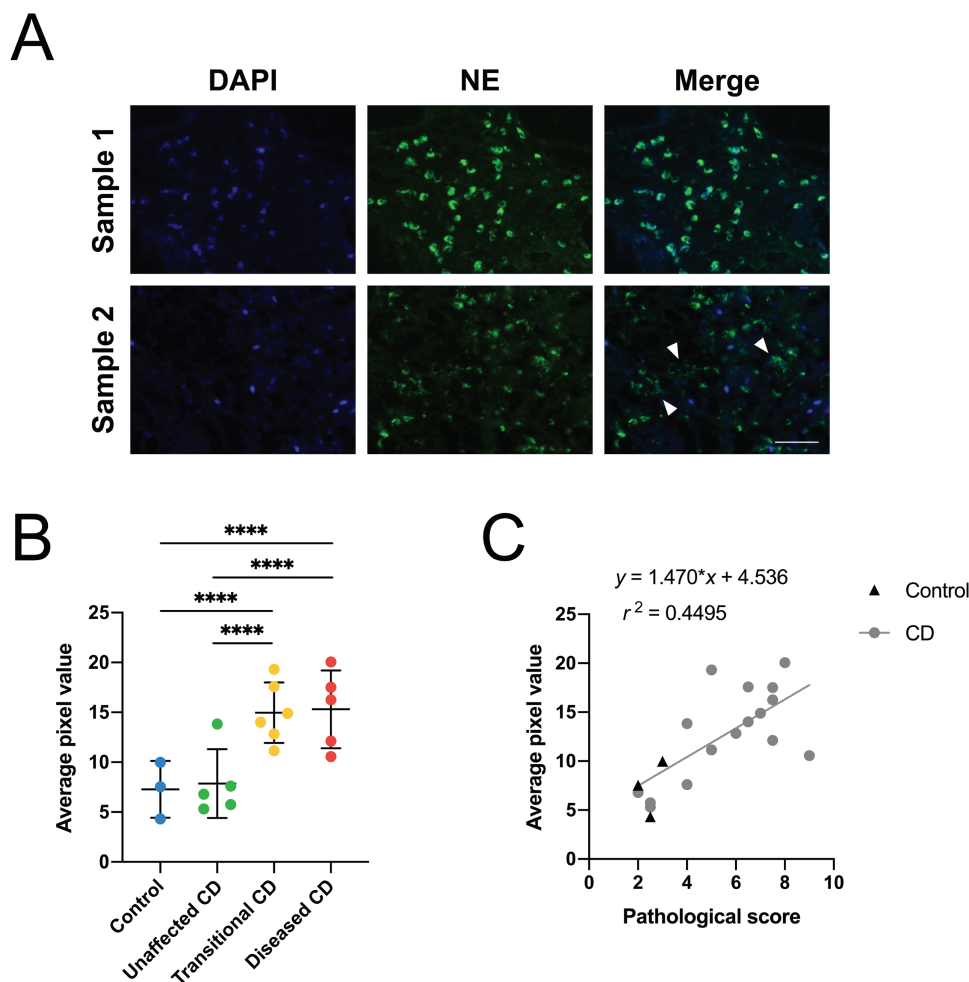 A
DAPI NE Merge
Sample 1
Sample 2
B
****
****
****
****
Average pixel value
25
20
15
10
5
0
Control
Unaffected CD
Transitional CD
Diseased CD
C
y = 1.470*x + 4.536
r² = 0.4495
Control
CD
Average pixel value
25
20
15
10
5
0
0 2 4 6 8 10
Pathological score